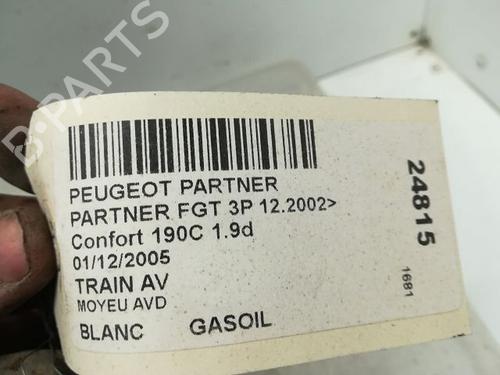 B-PARTS
PEUGEOT PARTNER
PARTNER FGT 3P 12.2002>
Confort 190C 1.9d
01/12/2005
TRAIN AV
MOYEU AVD
BLANC GASOIL
24815
1681